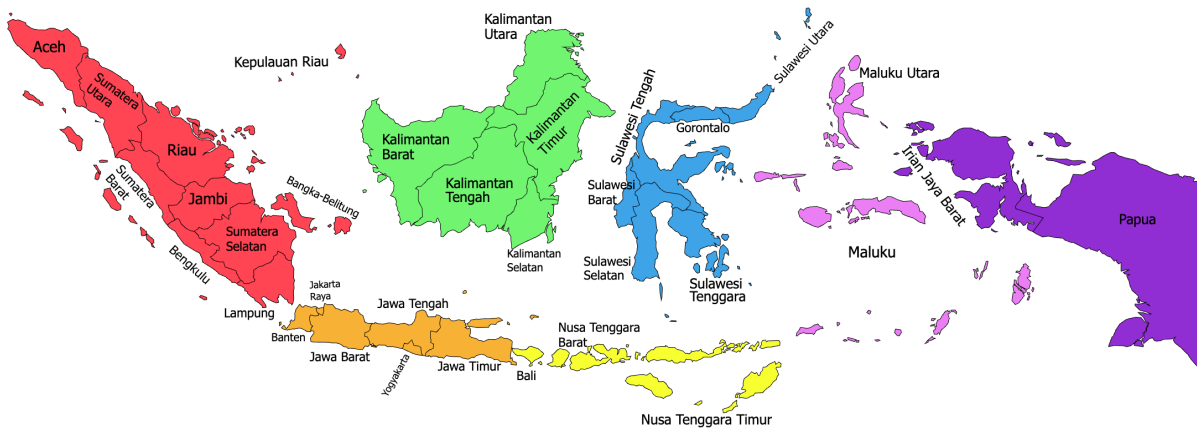 Aceh
Sumatera
Utara
Kepulauan Riau
Riau
Sumatera
Barat
Jambi
Bangka-Belitung
Sumatera
Selatan
Bengkulu
Lampung
Kalimantan
Utara
Kalimantan
Barat
Kalimantan
Timur
Kalimantan
Tengah
Kalimantan
Selatan
Sulawesi Utara
Sulawesi Tengah
Gorontalo
Sulawesi
Barat
Sulawesi
Selatan
Sulawesi
Tenggara
Maluku Utara
Maluku
Irian Jaya Barat
Papua
Jakarta
Raya
Banten
Jawa Barat
Jawa Tengah
Yogyakarta
Jawa Timur
Bali
Nusa Tenggara
Barat
Nusa Tenggara Timur